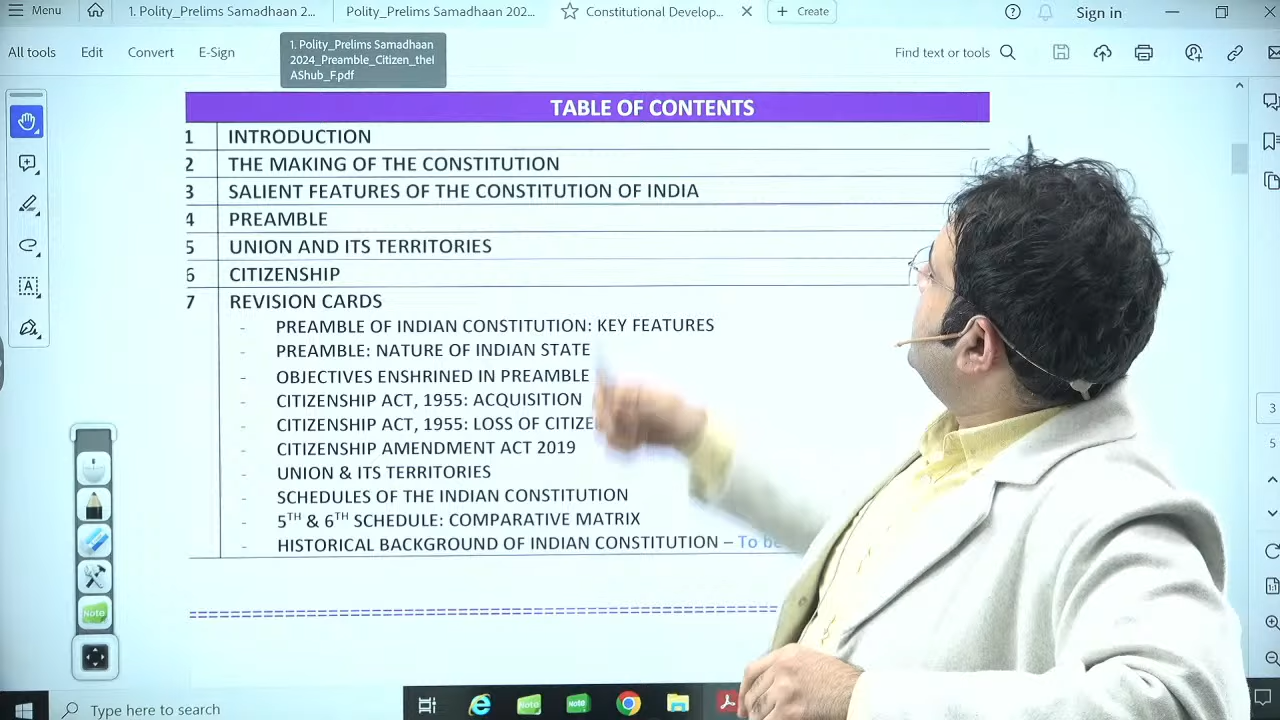 Menu
1. Polity_Prelims Samadhaan 2...
Polity_Prelims Samadhaan 202...
Constitutional Develop...
Create
Sign in
All tools
Edit
Convert
E-Sign
1. Polity_Prelims Samadhaan
2024_Preamble_Citizen_theI
AShub_F.pdf
Find text or tools
TABLE OF CONTENTS
1 INTRODUCTION
2 THE MAKING OF THE CONSTITUTION
3 SALIENT FEATURES OF THE CONSTITUTION OF INDIA
4 PREAMBLE
5 UNION AND ITS TERRITORIES
6 CITIZENSHIP
7 REVISION CARDS
- PREAMBLE OF INDIAN CONSTITUTION: KEY FEATURES
- PREAMBLE: NATURE OF INDIAN STATE
- OBJECTIVES ENSHRINED IN PREAMBLE
- CITIZENSHIP ACT, 1955: ACQUISITION
- CITIZENSHIP ACT, 1955: LOSS OF CITIZE
- CITIZENSHIP AMENDMENT ACT 2019
- UNION & ITS TERRITORIES
- SCHEDULES OF THE INDIAN CONSTITUTION
- 5TH & 6TH SCHEDULE: COMPARATIVE MATRIX
- HISTORICAL BACKGROUND OF INDIAN CONSTITUTION – To be
3
5
Note
Note
Note
Type here to search